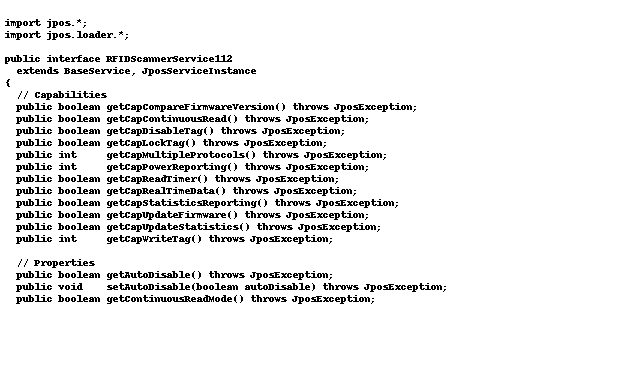 import jpos.*;
import jpos.loader.*;

public interface RFIDScannerService112
  extends BaseService, JposServiceInstance
{
  // Capabilities
  public boolean getCapCompareFirmwareVersion() throws JposException;
  public boolean getCapContinuousRead() throws JposException;
  public boolean getCapDisableTag() throws JposException;
  public boolean getCapLockTag() throws JposException;
  public int     getCapMultipleProtocols() throws JposException;
  public int     getCapPowerReporting() throws JposException;
  public boolean getCapReadTimer() throws JposException;
  public boolean getCapRealTimeData() throws JposException;
  public boolean getCapStatisticsReporting() throws JposException;
  public boolean getCapUpdateFirmware() throws JposException;
  public boolean getCapUpdateStatistics() throws JposException;
  public int     getCapWriteTag() throws JposException;

  // Properties
  public boolean getAutoDisable() throws JposException;
  public void    setAutoDisable(boolean autoDisable) throws JposException;
  public boolean getContinuousReadMode() throws JposException;